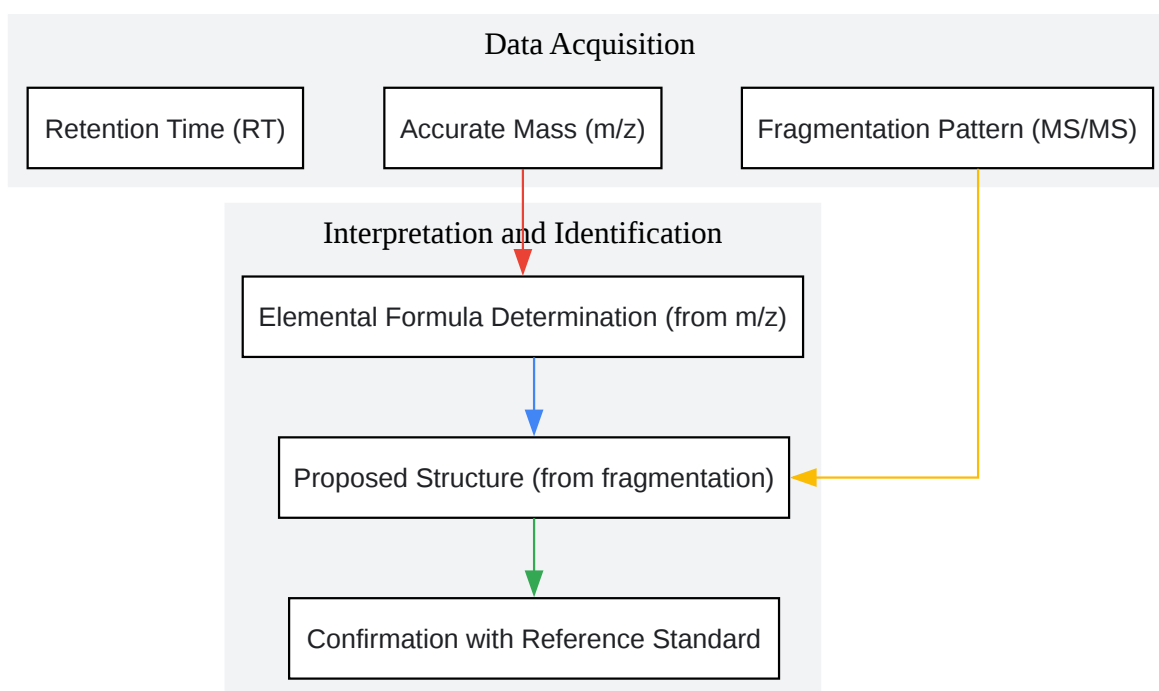 Data Acquisition
Retention Time (RT)
Accurate Mass (m/z)
Fragmentation Pattern (MS/MS)
Interpretation and Identification
Elemental Formula Determination (from m/z)
Proposed Structure (from fragmentation)
Confirmation with Reference Standard